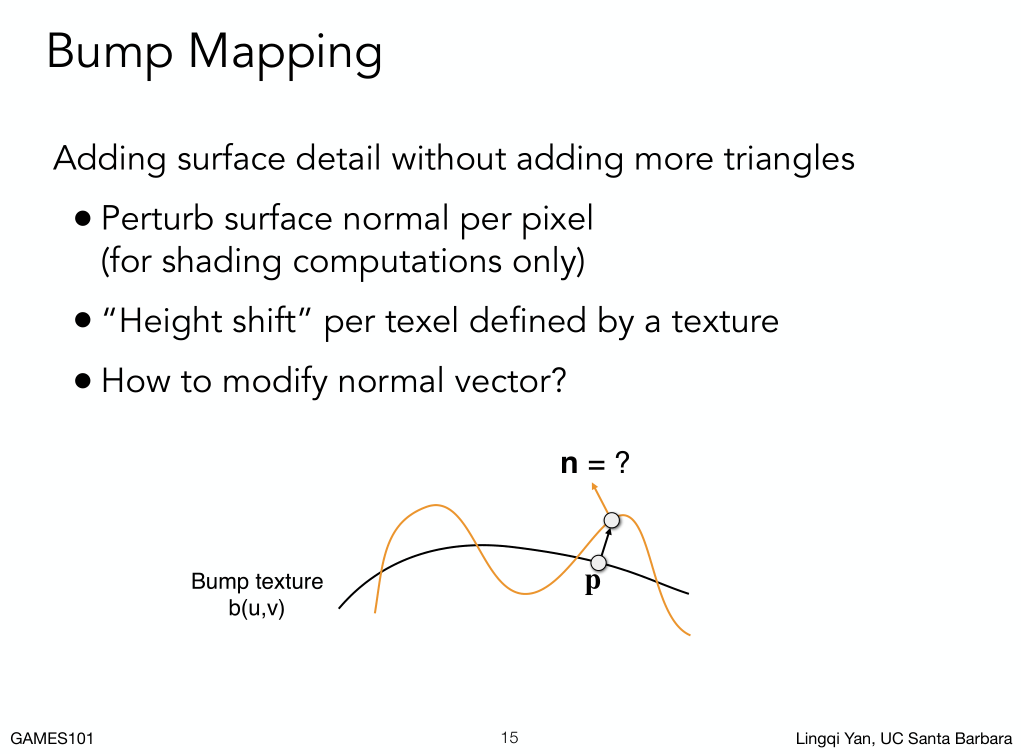 Bump Mapping
Adding surface detail without adding more triangles
● Perturb surface normal per pixel
(for shading computations only)
● “Height shift” per texel defined by a texture
● How to modify normal vector?
n = ?
Bump texture
b(u,v)
p
GAMES101
15
Lingqi Yan, UC Santa Barbara